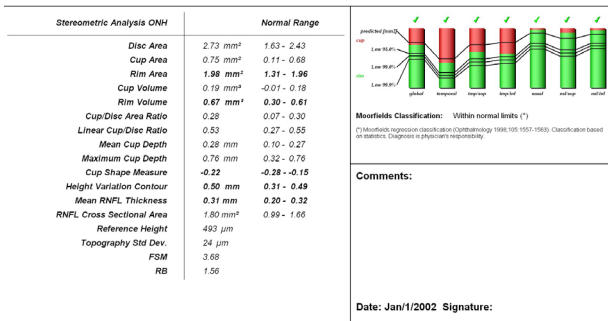 Stereometric Analysis ONH Normal Range
Disc Area 2.73 mm² 1.63 - 2.43
Cup Area 0.75 mm² 0.11 - 0.68
Rim Area 1.98 mm² 1.31 - 1.96
Cup Volume 0.19 mm³ -0.01 - 0.18
Rim Volume 0.67 mm³ 0.30 - 0.61
Cup/Disc Area Ratio 0.28 0.07 - 0.30
Linear Cup/Disc Ratio 0.53 0.27 - 0.55
Mean Cup Depth 0.28 mm 0.10 - 0.27
Maximum Cup Depth 0.76 mm 0.32 - 0.76
Cup Shape Measure -0.22 -0.28 - -0.15
Height Variation Contour 0.50 mm 0.31 - 0.49
Mean RNFL Thickness 0.31 mm 0.20 - 0.32
RNFL Cross Sectional Area 1.80 mm² 0.99 - 1.66
Reference Height 493 µm
Topography Std Dev. 24 µm
FSM 3.68
RB 1.56
predicted [mm²]
cup
Low 95.0%
Low 99.0%
rim
Low 99.9%
global temporal tmp/sup tmp/inf nasal nsl/sup nsl/inf
Moorfields Classification: Within normal limits (*)
(*) Moorfields regression classification (Ophthalmology 1998;105:1557-1563). Classification based
on statistics. Diagnosis is physician's responsibility.
Comments:
Date: Jan/1/2002 Signature: